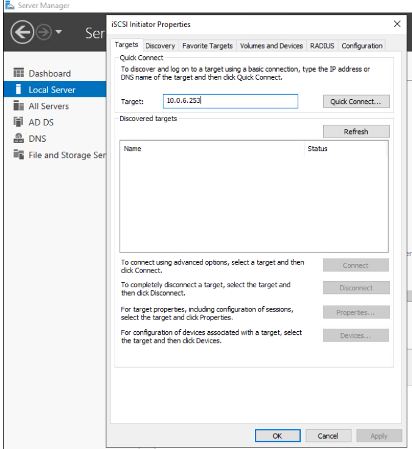 Server Manager
Ser
Dashboard
Local Server
All Servers
AD DS
DNS
File and Storage Ser
iSCSI Initiator Properties
Targets Discovery Favorite Targets Volumes and Devices RADIUS Configuration
Quick Connect
To discover and log on to a target using a basic connection, type the IP address or
DNS name of the target and then click Quick Connect.
Target: 10.0.6.253 Quick Connect...
Discovered targets
Refresh
Name Status
To connect using advanced options, select a target and then
click Connect.
Connect
To completely disconnect a target, select the target and
then click Disconnect.
Disconnect
For target properties, including configuration of sessions,
select the target and click Properties.
Properties...
For configuration of devices associated with a target, select
the target and then click Devices.
Devices...
OK Cancel Apply